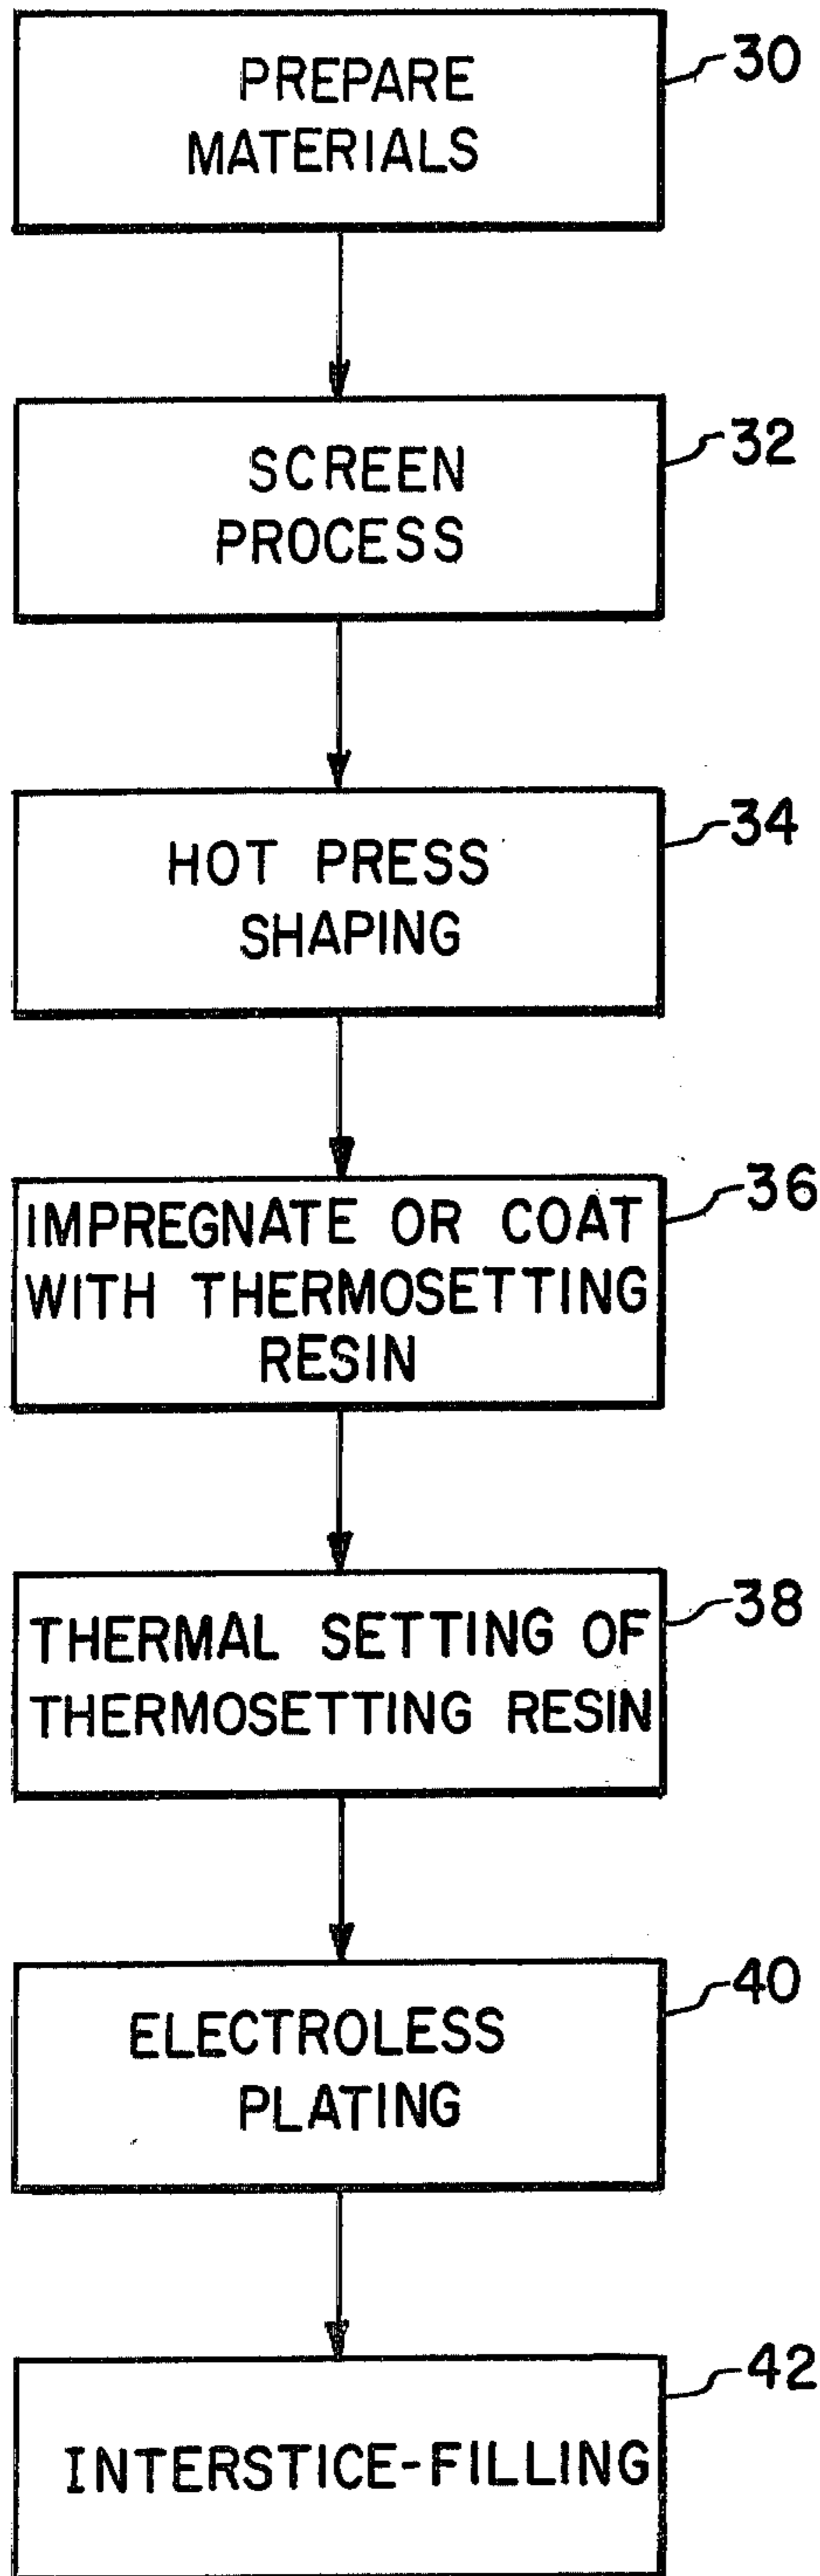 PREPARE
MATERIALS
30
SCREEN
PROCESS
32
HOT PRESS
SHAPING
34
IMPREGNATE OR COAT
WITH THERMOSETTING
RESIN
36
THERMAL SETTING OF
THERMOSETTING RESIN
38
ELECTROLESS
PLATING
40
INTERSTICE-FILLING
42